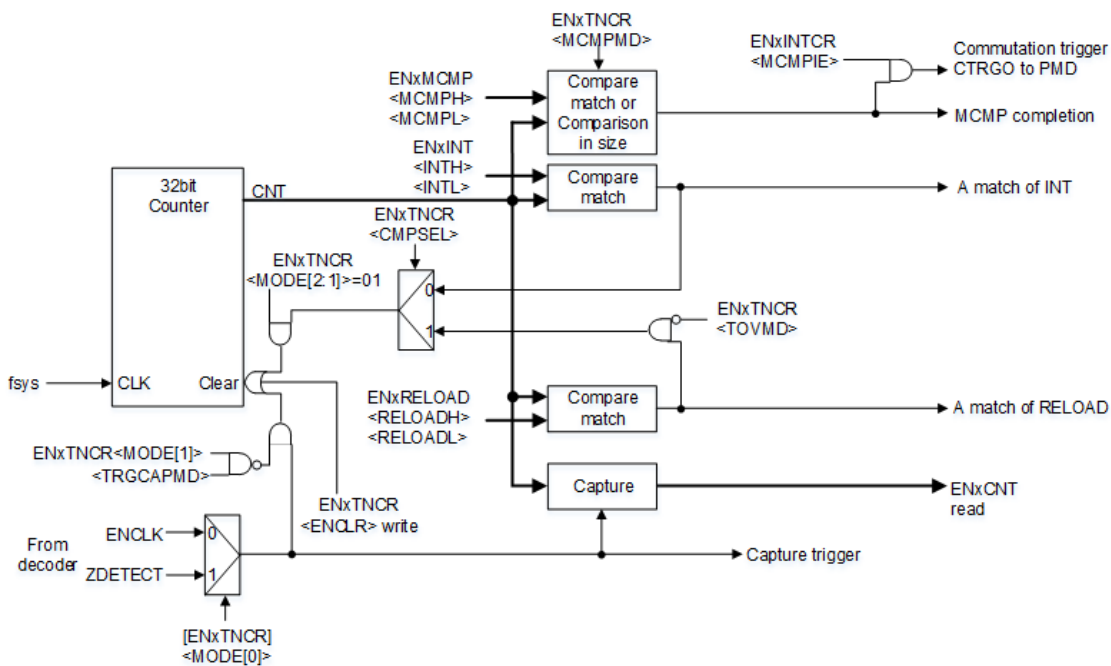 ENxTNCR
<MCMPMD>
ENxINTCR
<MCMPIE>
Commutation trigger
CTRGO to PMD
ENxMCMP
<MCMPH>
<MCMPL>
Compare
match or
Comparison
in size
MCMP completion
ENxINT
<INTH>
<INTL>
Compare
match
A match of INT
32bit
Counter
CNT
ENxTNCR
<CMPSEL>
ENxTNCR
<MODE[2:1]>=01
0
1
ENxTNCR
<TOVMD>
fsys
CLK
Clear
ENxRELOAD
<RELOADH>
<RELOADL>
Compare
match
A match of RELOAD
ENxTNCR<MODE[1]>
<TRGCAPMD>
ENxTNCR
<ENCLR> write
Capture
ENxCNT
read
From
decoder
ENCLK
ZDETECT
0
1
Capture trigger
[ENxTNCR]
<MODE[0]>